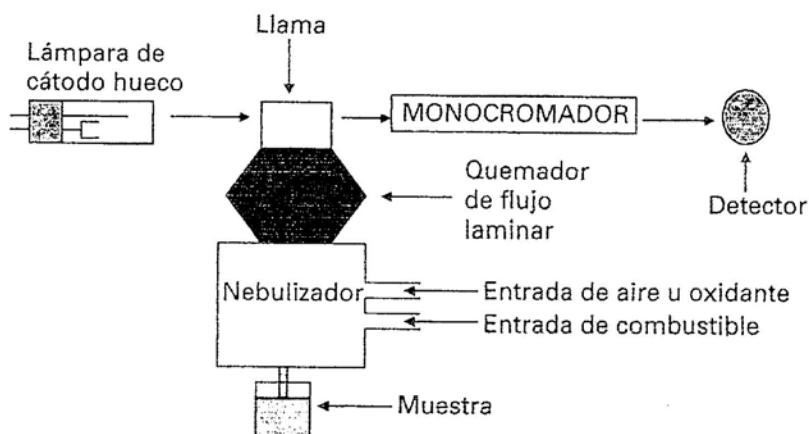 Llama
Lámpara de
cátodo hueco
MONOCROMADOR
Quemador
de flujo
laminar
Detector
Nebulizador
Entrada de aire u oxidante
Entrada de combustible
Muestra